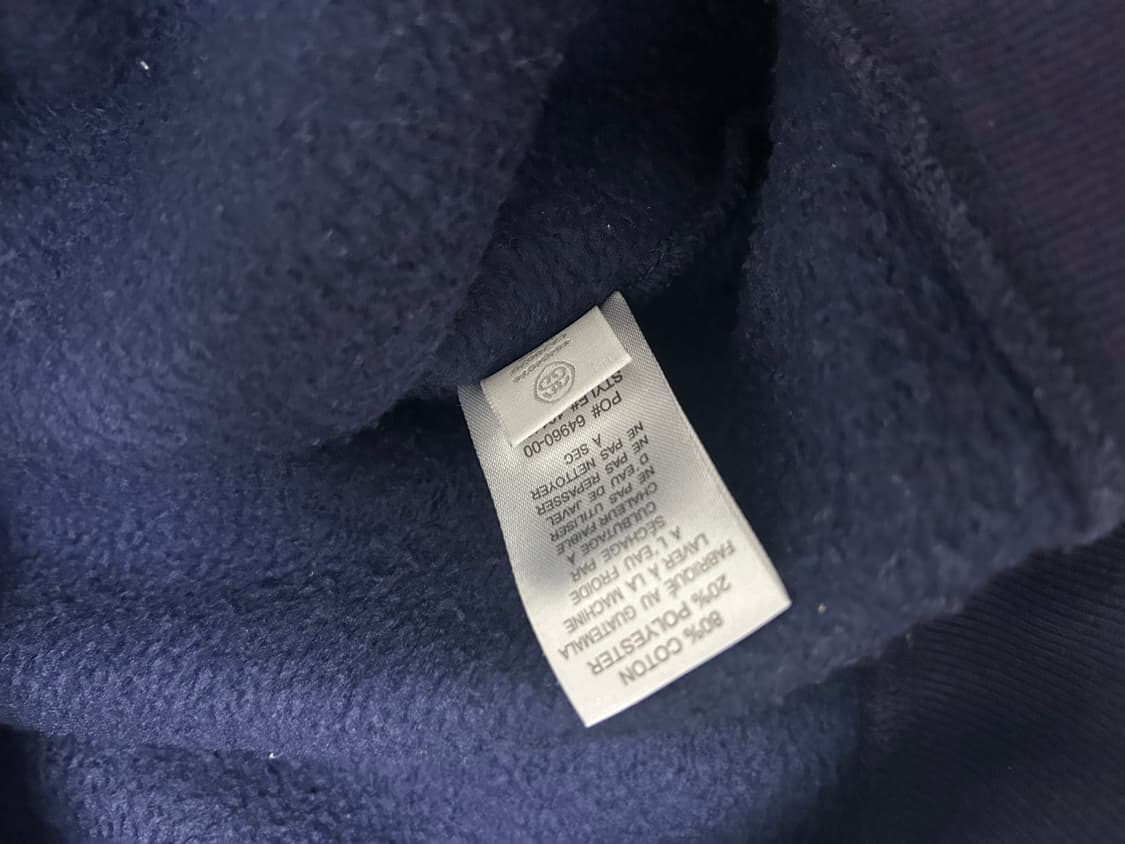 80% COTON
20% POLYESTER
FABRIQUÉ AU GUATEMALA
LAVER À LA MACHINE
A L'EAU FROIDE
SÉCHAGE PAR
CULBUTAGE À
CHALEUR FAIBLE
NE PAS UTILISER
D'EAU DE JAVEL
NE PAS REPASSER
NE PAS NETTOYER
À SEC
PO# 64960-00
STYLE#